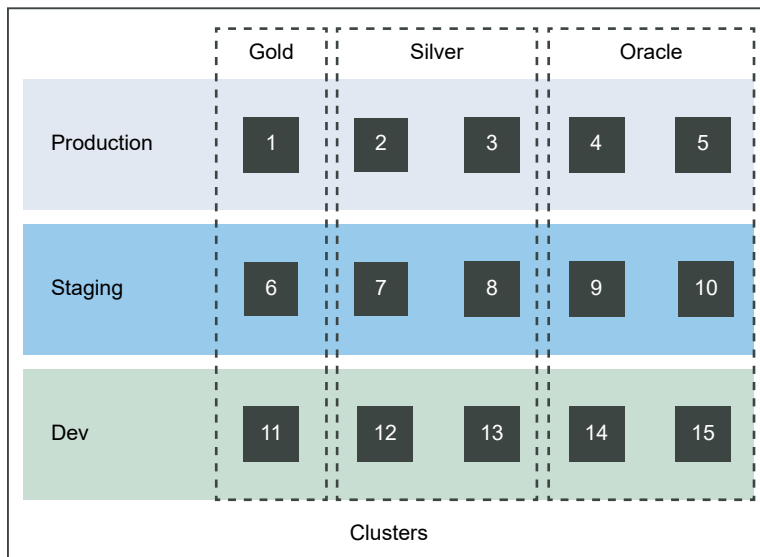 Gold Silver Oracle
Production 1 2 3 4 5
Staging 6 7 8 9 10
Dev 11 12 13 14 15
Clusters